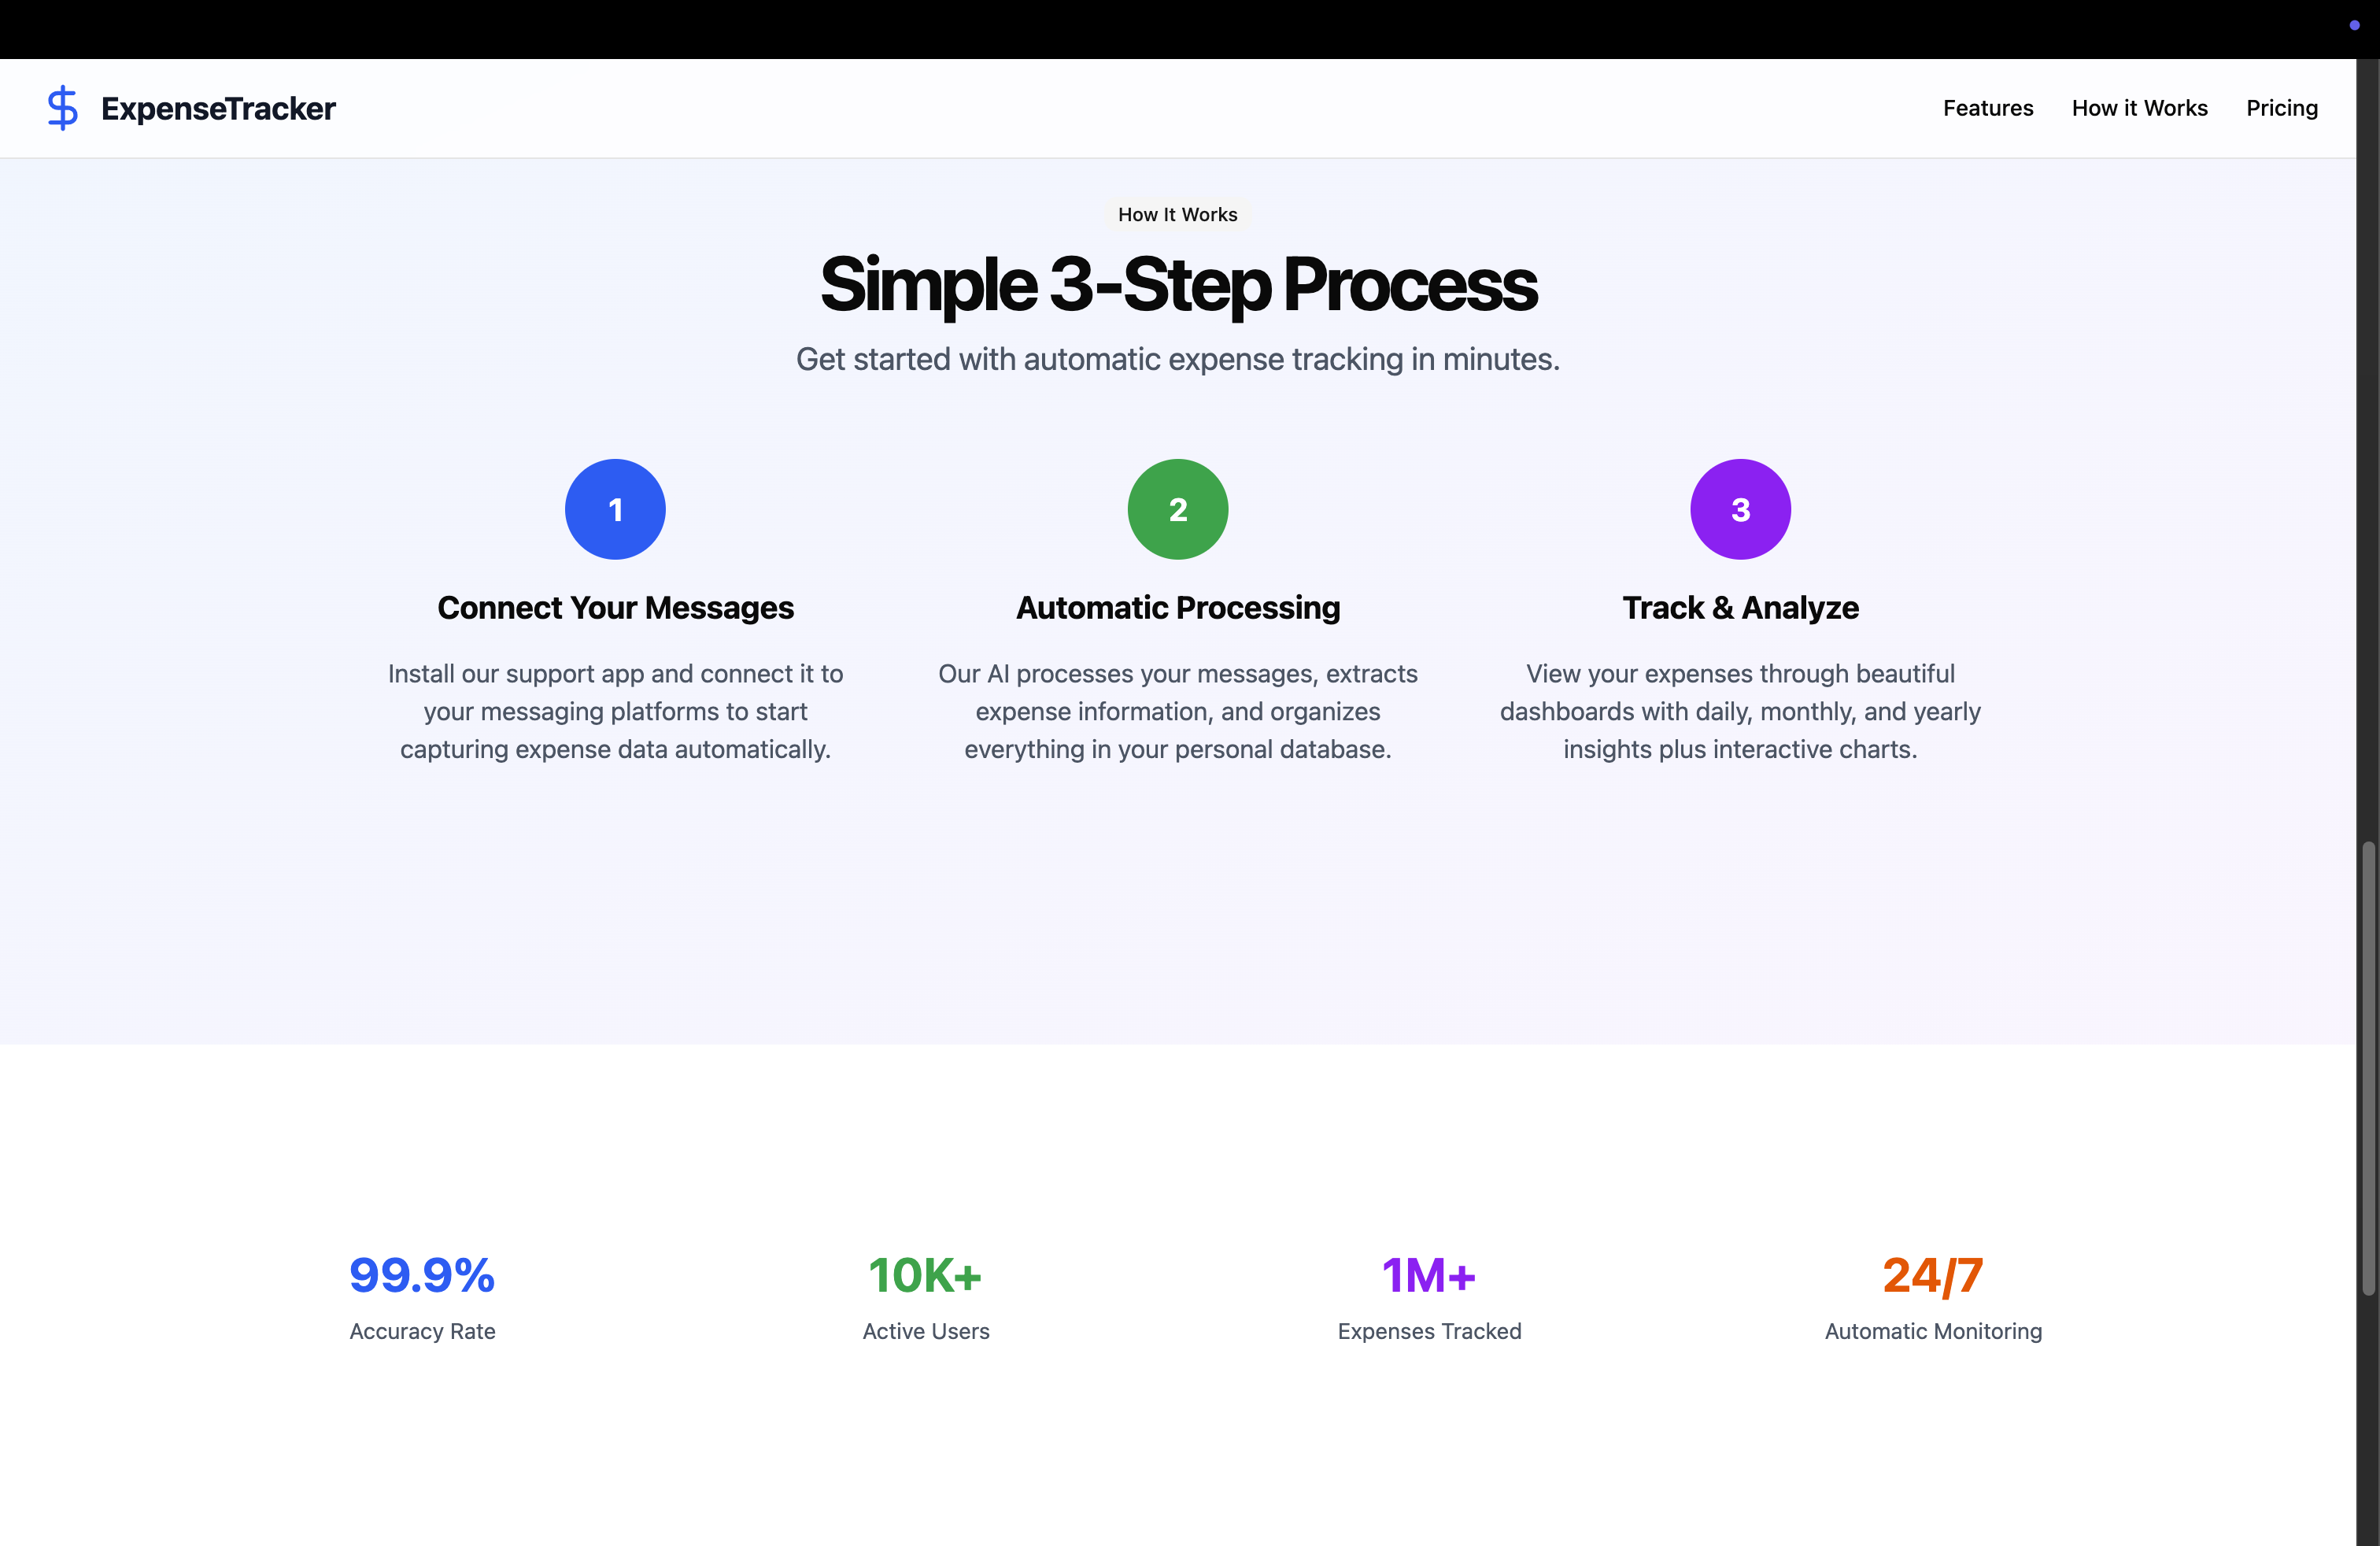 ExpenseTracker
Features
How it Works
Pricing
How It Works
Simple 3-Step Process
Get started with automatic expense tracking in minutes.
1
Connect Your Messages
Install our support app and connect it to
your messaging platforms to start
capturing expense data automatically.
2
Automatic Processing
Our AI processes your messages, extracts
expense information, and organizes
everything in your personal database.
3
Track & Analyze
View your expenses through beautiful
dashboards with daily, monthly, and yearly
insights plus interactive charts.
99.9%
Accuracy Rate
10K+
Active Users
1M+
Expenses Tracked
24/7
Automatic Monitoring